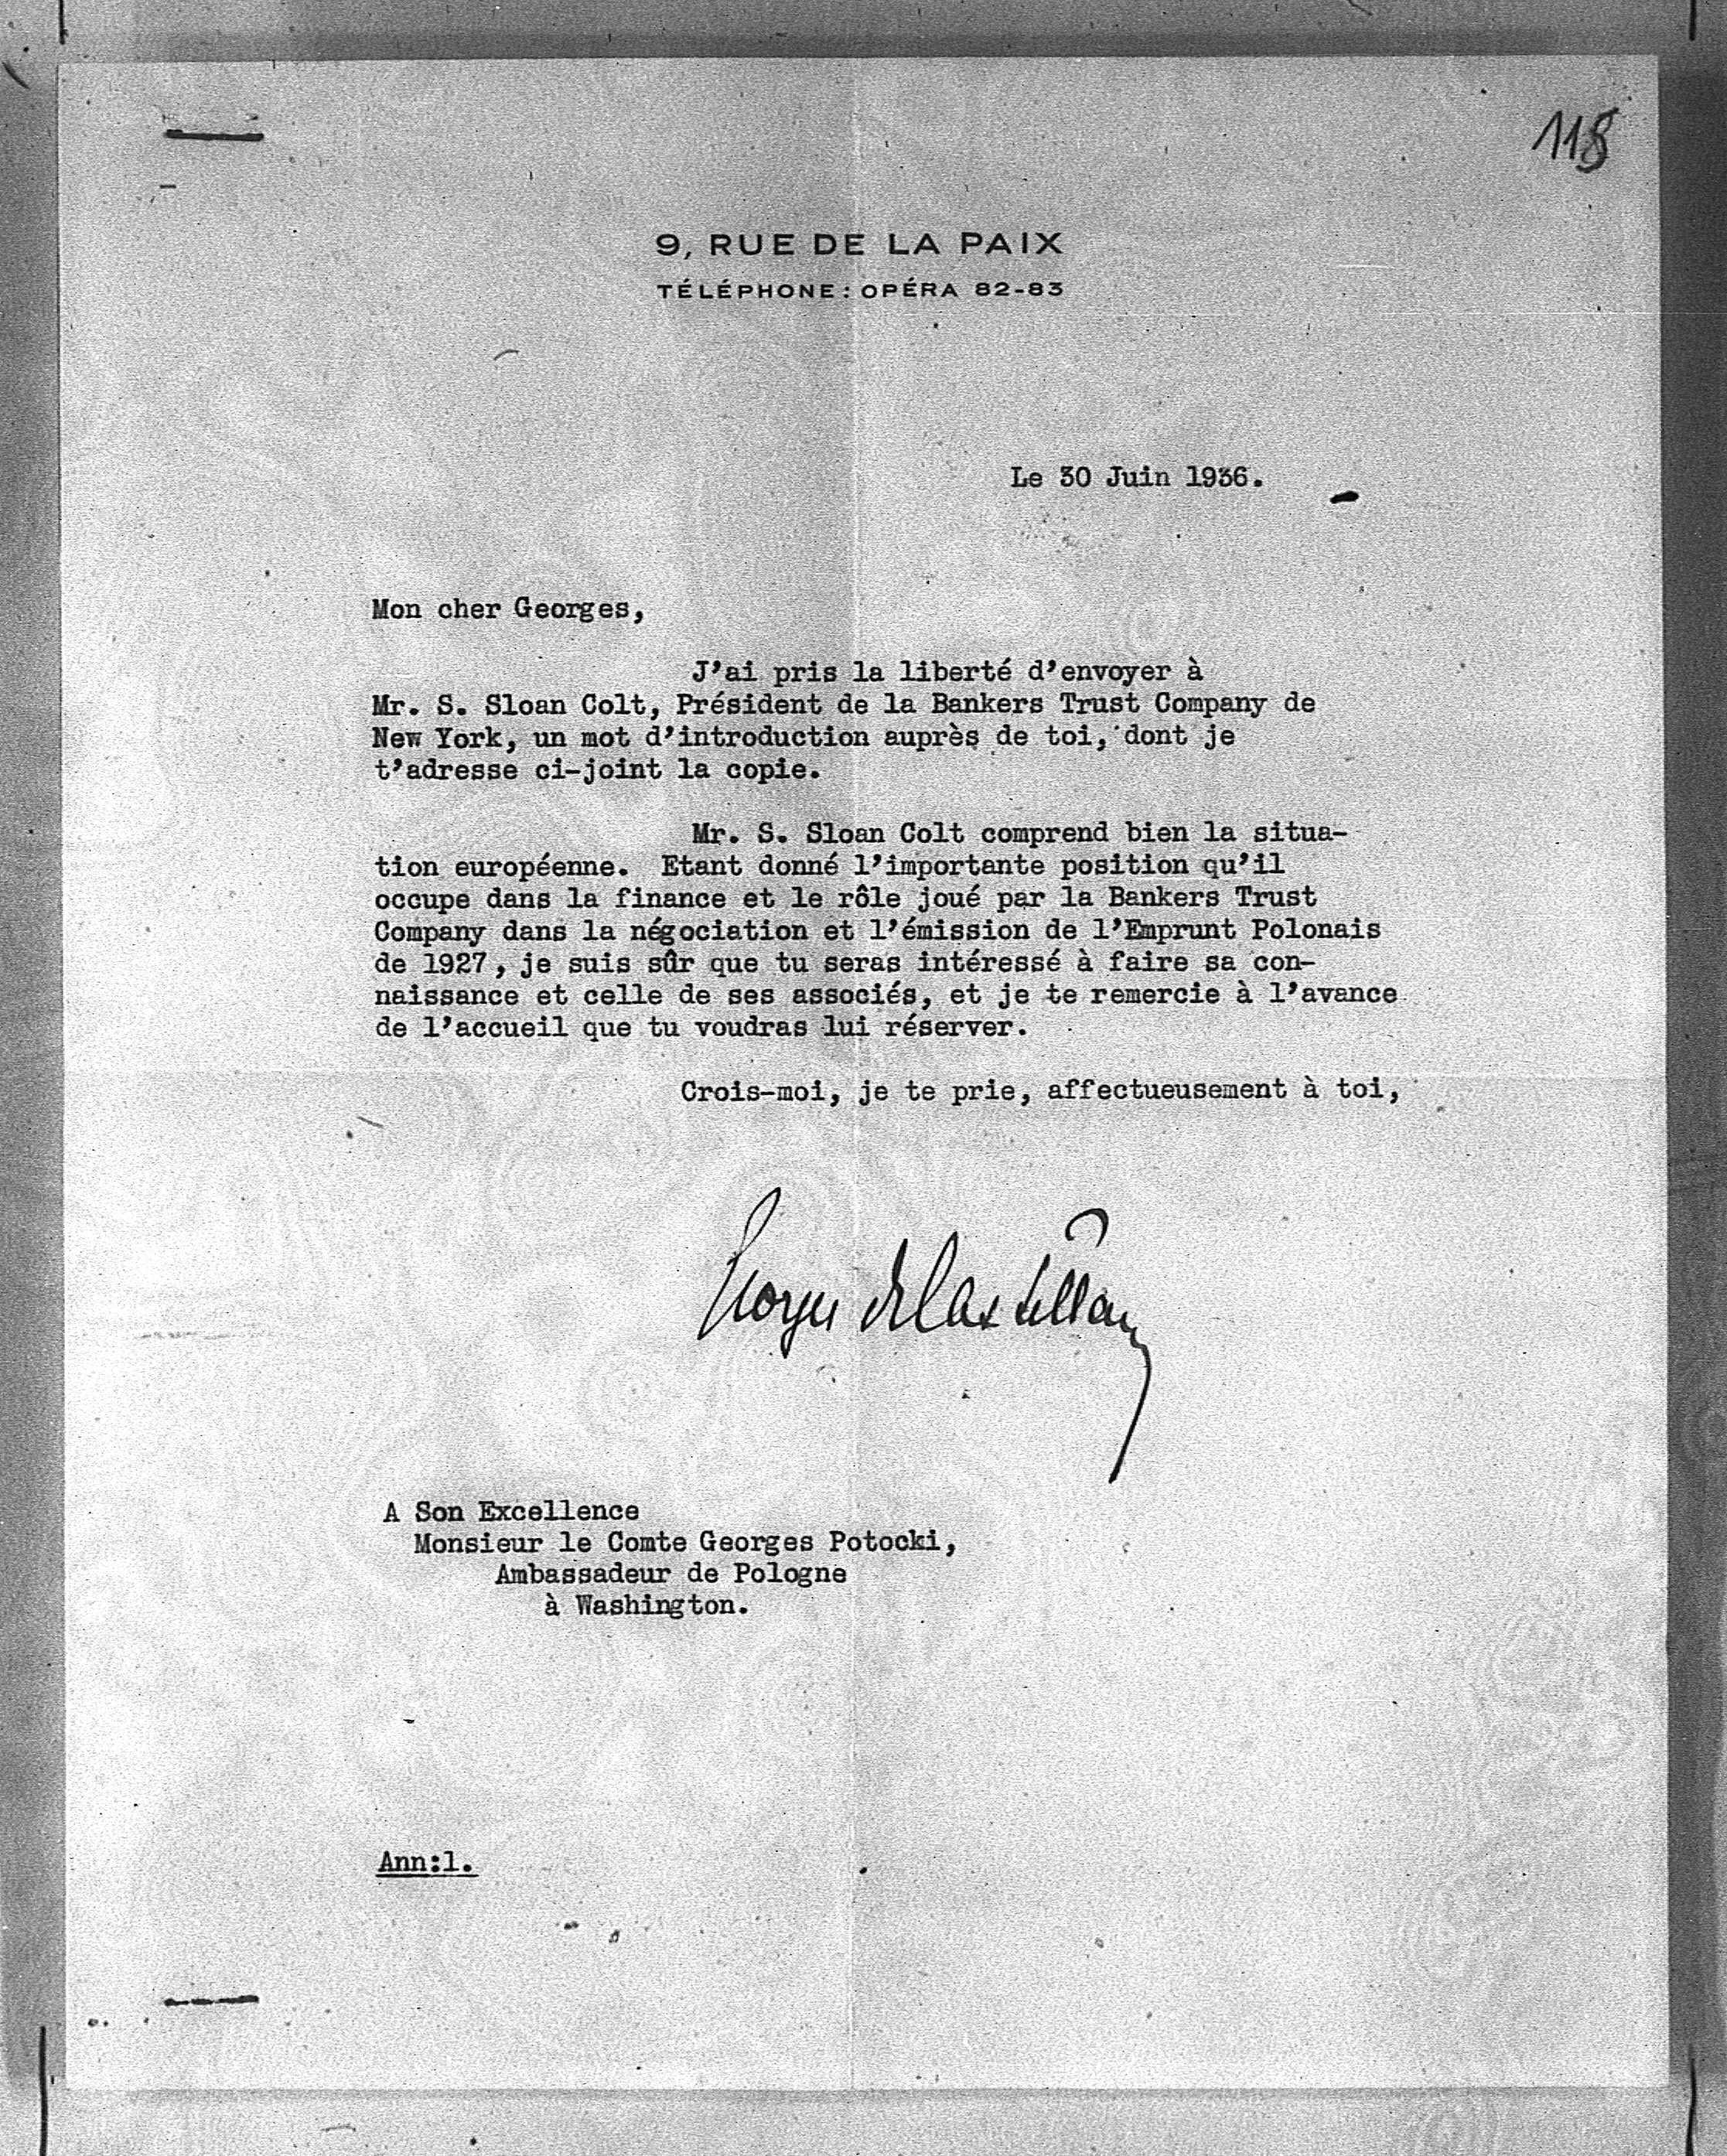 118
9, RUE DE LA PAIX
TÉLÉPHONE: OPÉRA 82-83
Le 30 Juin 1936.
Mon cher Georges,
J'ai pris la liberté d'envoyer à
Mr. S. Sloan Colt, Président de la Bankers Trust Company de
New York, un mot d'introduction auprès de toi, dont je
t'adresse ci-joint la copie.
Mr. S. Sloan Colt comprend bien la situa-
tion européenne. Etant donné l'importante position qu'il
occupe dans la finance et le rôle joué par la Bankers Trust
Company dans la négociation et l'émission de l'Emprunt Polonais
de 1927, je suis sûr que tu seras intéressé à faire sa con-
naissance et celle de ses associés, et je te remercie à l'avance
de l'accueil que tu voudras lui réserver.
Crois-moi, je te prie, affectueusement à toi,
Georges de Castellane
A Son Excellence
Monsieur le Comte Georges Potocki,
Ambassadeur de Pologne
à Washington.
Ann:1.